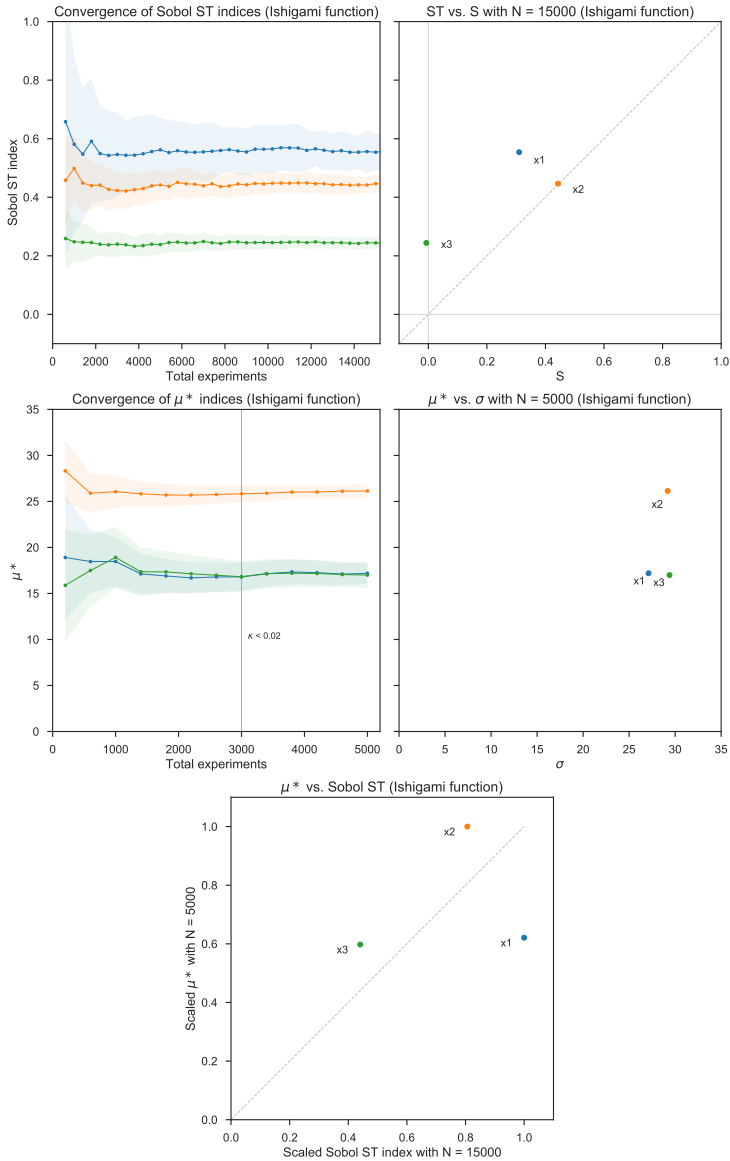 Convergence of Sobol ST indices (Ishigami function)
1.0
0.8
0.6
0.4
0.2
0.0
Sobol ST index
0 2000 4000 6000 8000 10000 12000 14000
Total experiments
ST vs. S with N = 15000 (Ishigami function)
x1
x2
x3
0.0 0.2 0.4 0.6 0.8 1.0
S
Convergence of μ* indices (Ishigami function)
35
30
25
20
15
10
5
0
μ*
κ < 0.02
0 1000 2000 3000 4000 5000
Total experiments
μ* vs. σ with N = 5000 (Ishigami function)
x2
x1 x3
0 5 10 15 20 25 30 35
σ
μ* vs. Sobol ST (Ishigami function)
1.0
0.8
0.6
0.4
0.2
0.0
Scaled μ* with N = 5000
x2
x3
x1
0.0 0.2 0.4 0.6 0.8 1.0
Scaled Sobol ST index with N = 15000